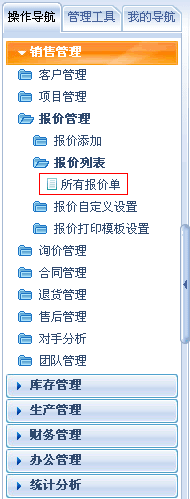 操作导航 管理工具 我的导航
销售管理
客户管理
项目管理
报价管理
报价添加
报价列表
所有报价单
报价自定义设置
报价打印模板设置
询价管理
合同管理
退货管理
售后管理
对手分析
团队管理
库存管理
生产管理
财务管理
办公管理
统计分析